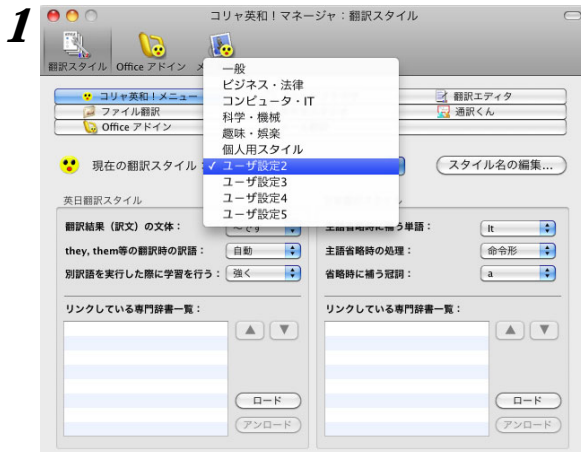 1
コリャ英和！マネージャ：翻訳スタイル
翻訳スタイル Office アドイン メ
コリャ英和！メニュー
翻訳エディタ
ファイル翻訳
通訳くん
Office アドイン
一般
ビジネス・法律
コンピュータ・IT
科学・機械
趣味・娯楽
個人用スタイル
✓ ユーザ設定2
ユーザ設定3
ユーザ設定4
ユーザ設定5
現在の翻訳スタイル：
スタイル名の編集...
英日翻訳スタイル
翻訳結果（訳文）の文体： ～です
主語省略時に補う単語： It
they, them等の翻訳時の訳語： 自動
主語省略時の処理： 命令形
別訳語を実行した際に学習を行う： 強く
省略時に補う冠詞： a
リンクしている専門辞書一覧：
リンクしている専門辞書一覧：
ロード
ロード
アンロード
アンロード